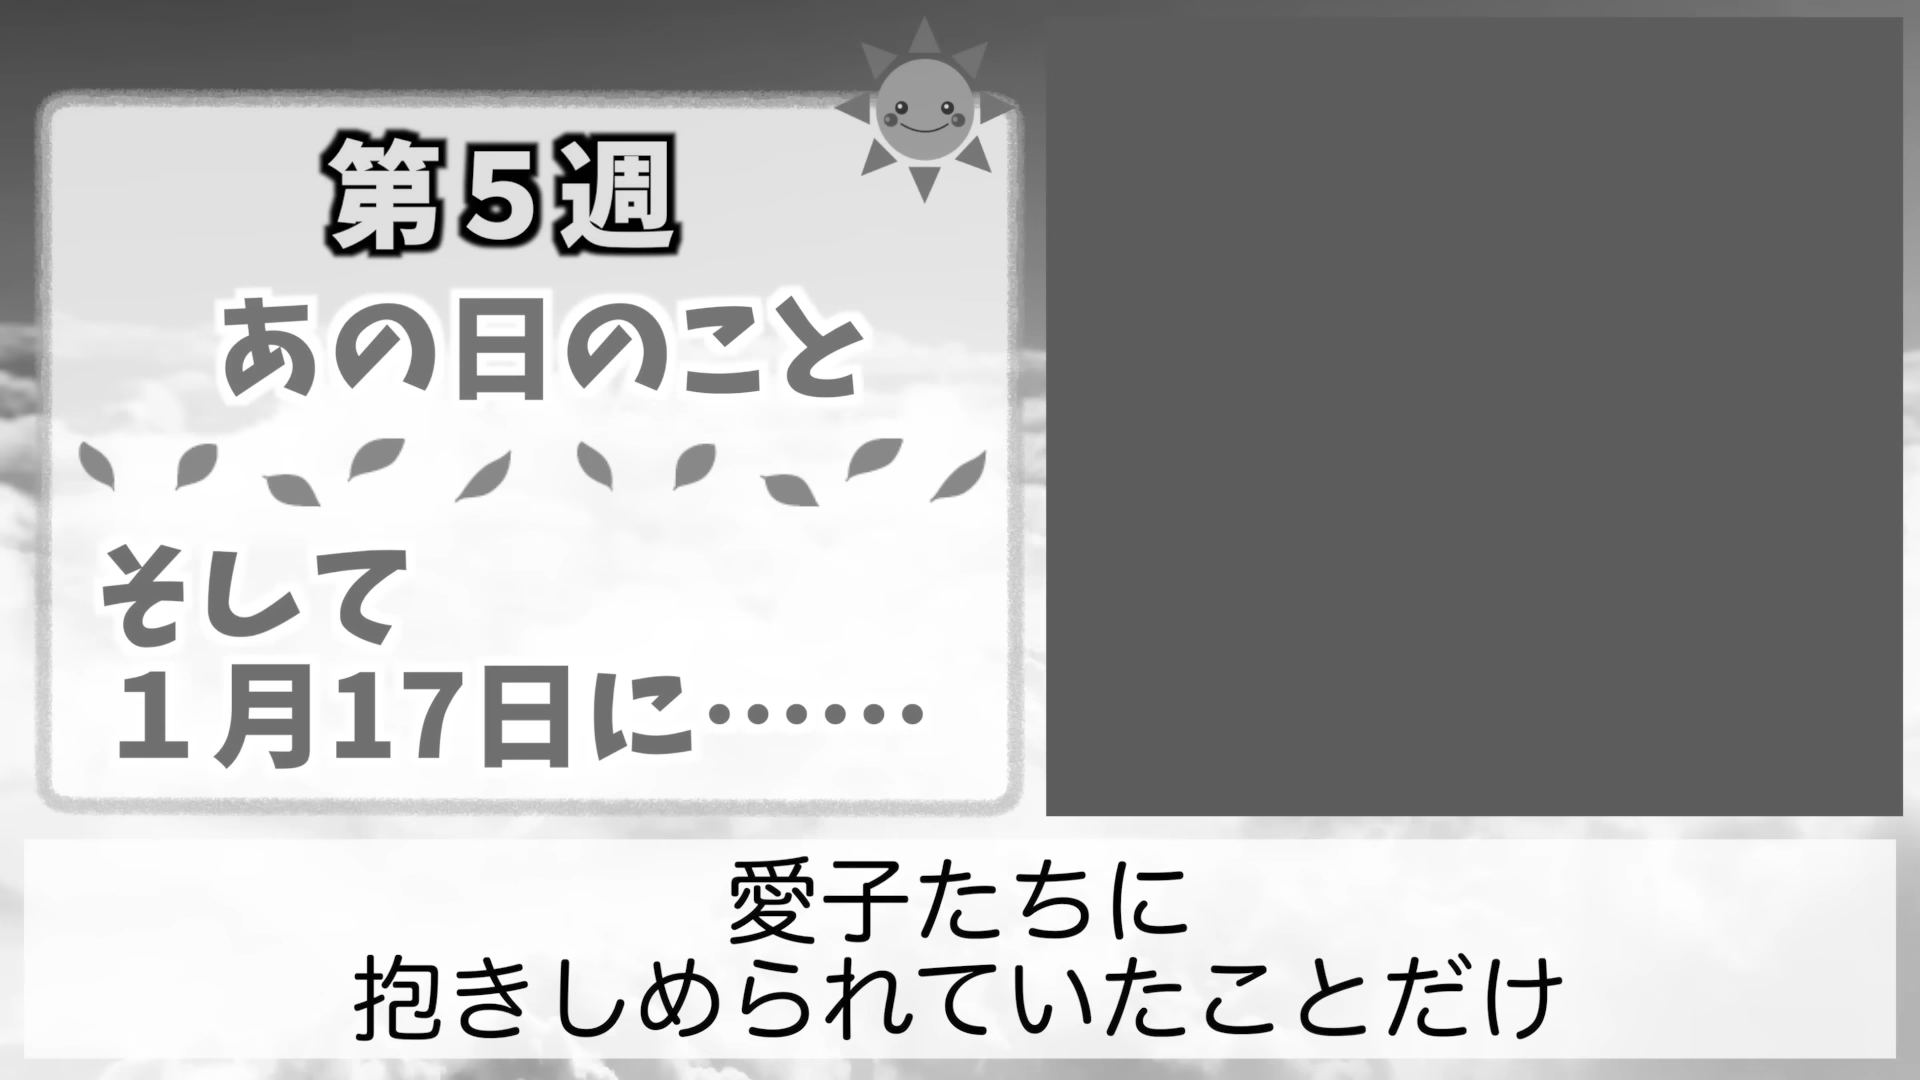 第5週
あの日のこと
そして
１月17日に……
愛子たちに
抱きしめられていたことだけ